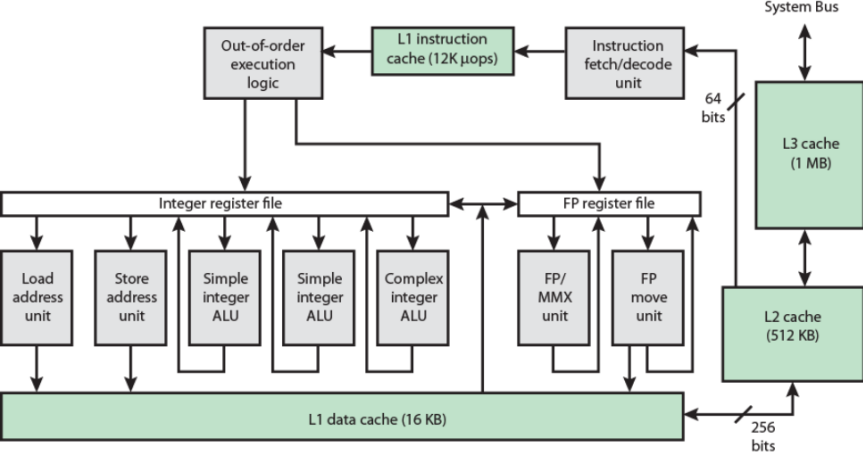 System Bus
Out-of-order
execution
logic
L1 instruction
cache (12K μops)
Instruction
fetch/decode
unit
64
bits
L3 cache
(1 MB)
Integer register file
FP register file
Load
address
unit
Store
address
unit
Simple
integer
ALU
Simple
integer
ALU
Complex
integer
ALU
FP/
MMX
unit
FP
move
unit
L2 cache
(512 KB)
L1 data cache (16 KB)
256
bits